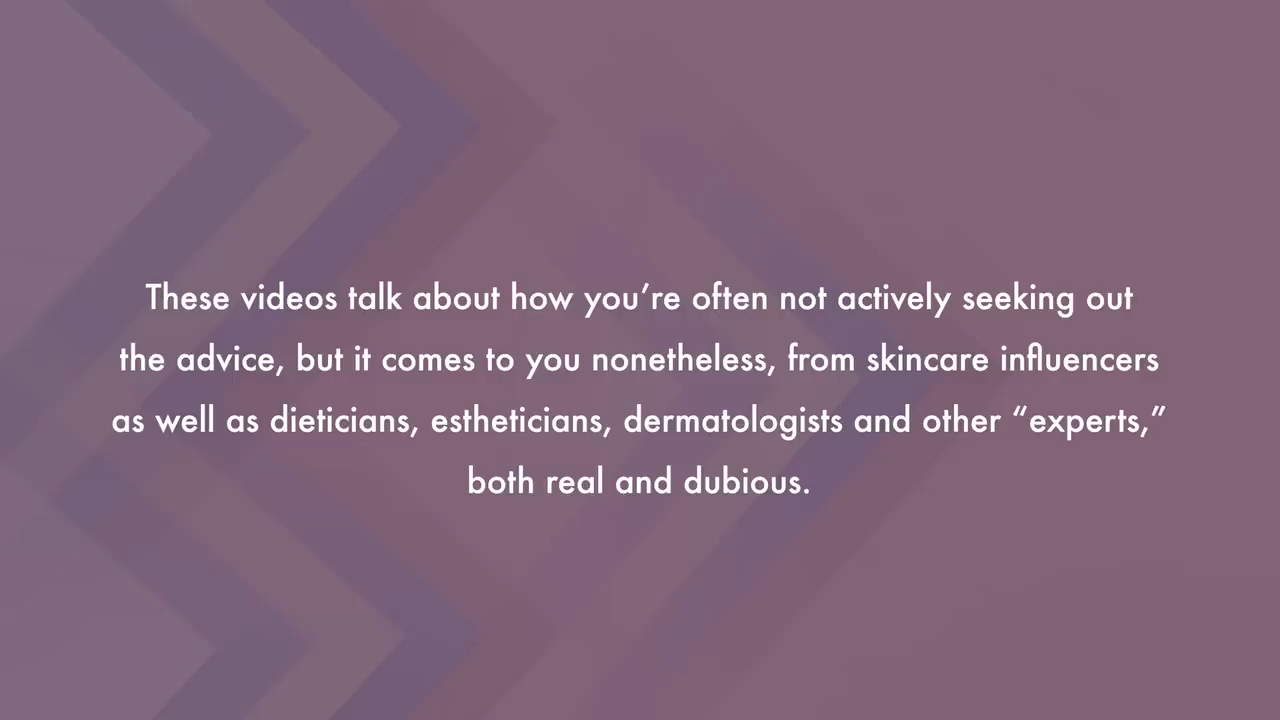 These videos talk about how you’re often not actively seeking out
the advice, but it comes to you nonetheless, from skincare influencers
as well as dieticians, estheticians, dermatologists and other “experts,”
both real and dubious.